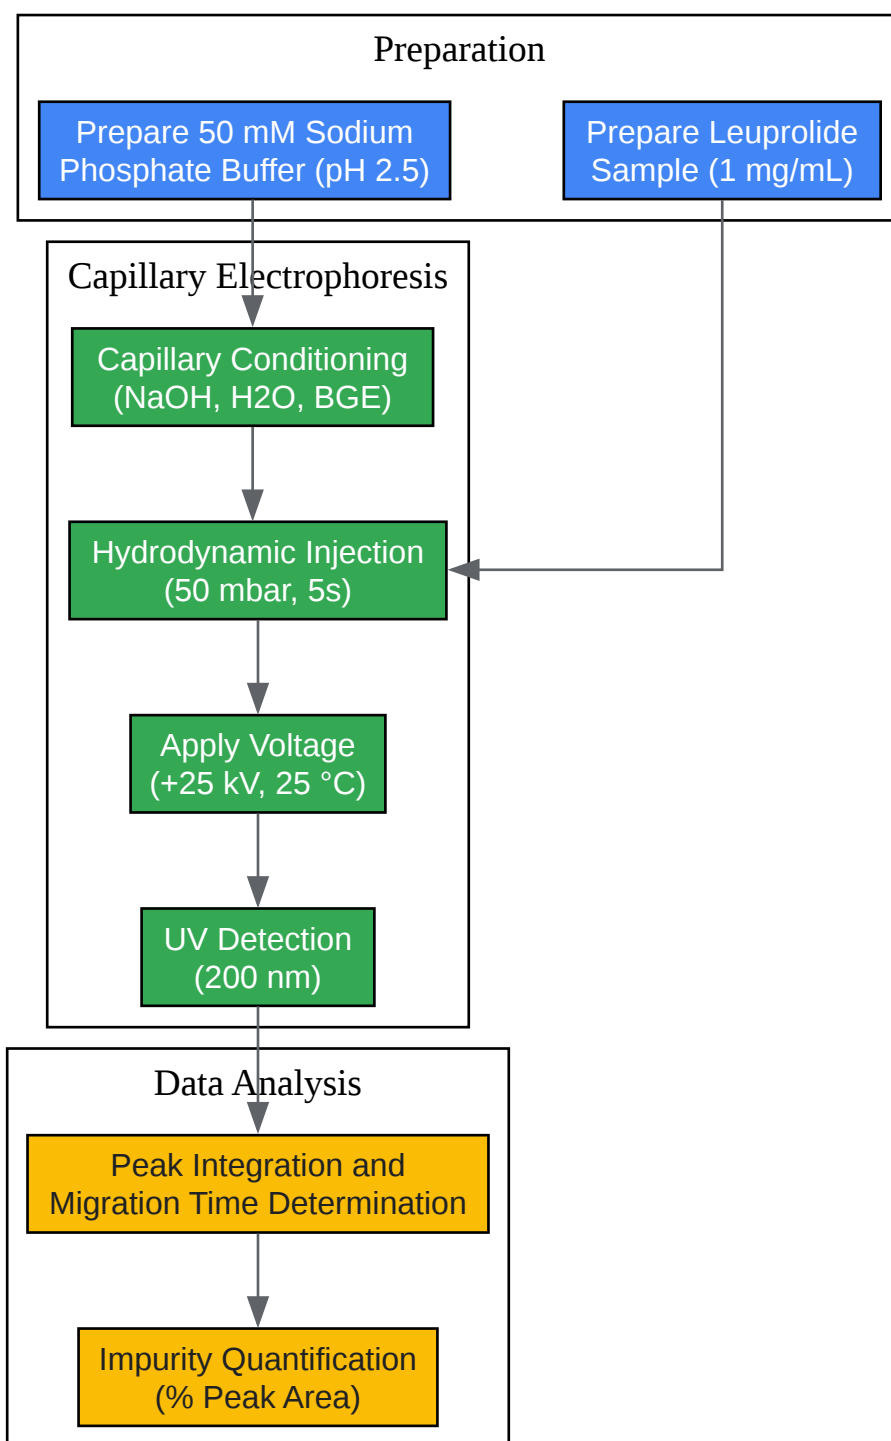 Preparation
Prepare 50 mM Sodium
Phosphate Buffer (pH 2.5)
Prepare Leuprolide
Sample (1 mg/mL)
Capillary Electrophoresis
Capillary Conditioning
(NaOH, H2O, BGE)
Hydrodynamic Injection
(50 mbar, 5s)
Apply Voltage
(+25 kV, 25 °C)
UV Detection
(200 nm)
Data Analysis
Peak Integration and
Migration Time Determination
Impurity Quantification
(% Peak Area)